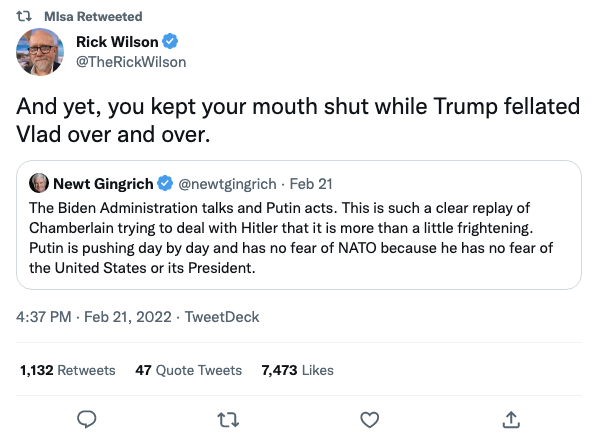 MIsa Retweeted
Rick Wilson
@TheRickWilson
And yet, you kept your mouth shut while Trump fellated
Vlad over and over.
Newt Gingrich @newtgingrich · Feb 21
The Biden Administration talks and Putin acts. This is such a clear replay of
Chamberlain trying to deal with Hitler that it is more than a little frightening.
Putin is pushing day by day and has no fear of NATO because he has no fear of
the United States or its President.
4:37 PM · Feb 21, 2022 · TweetDeck
1,132 Retweets 47 Quote Tweets 7,473 Likes